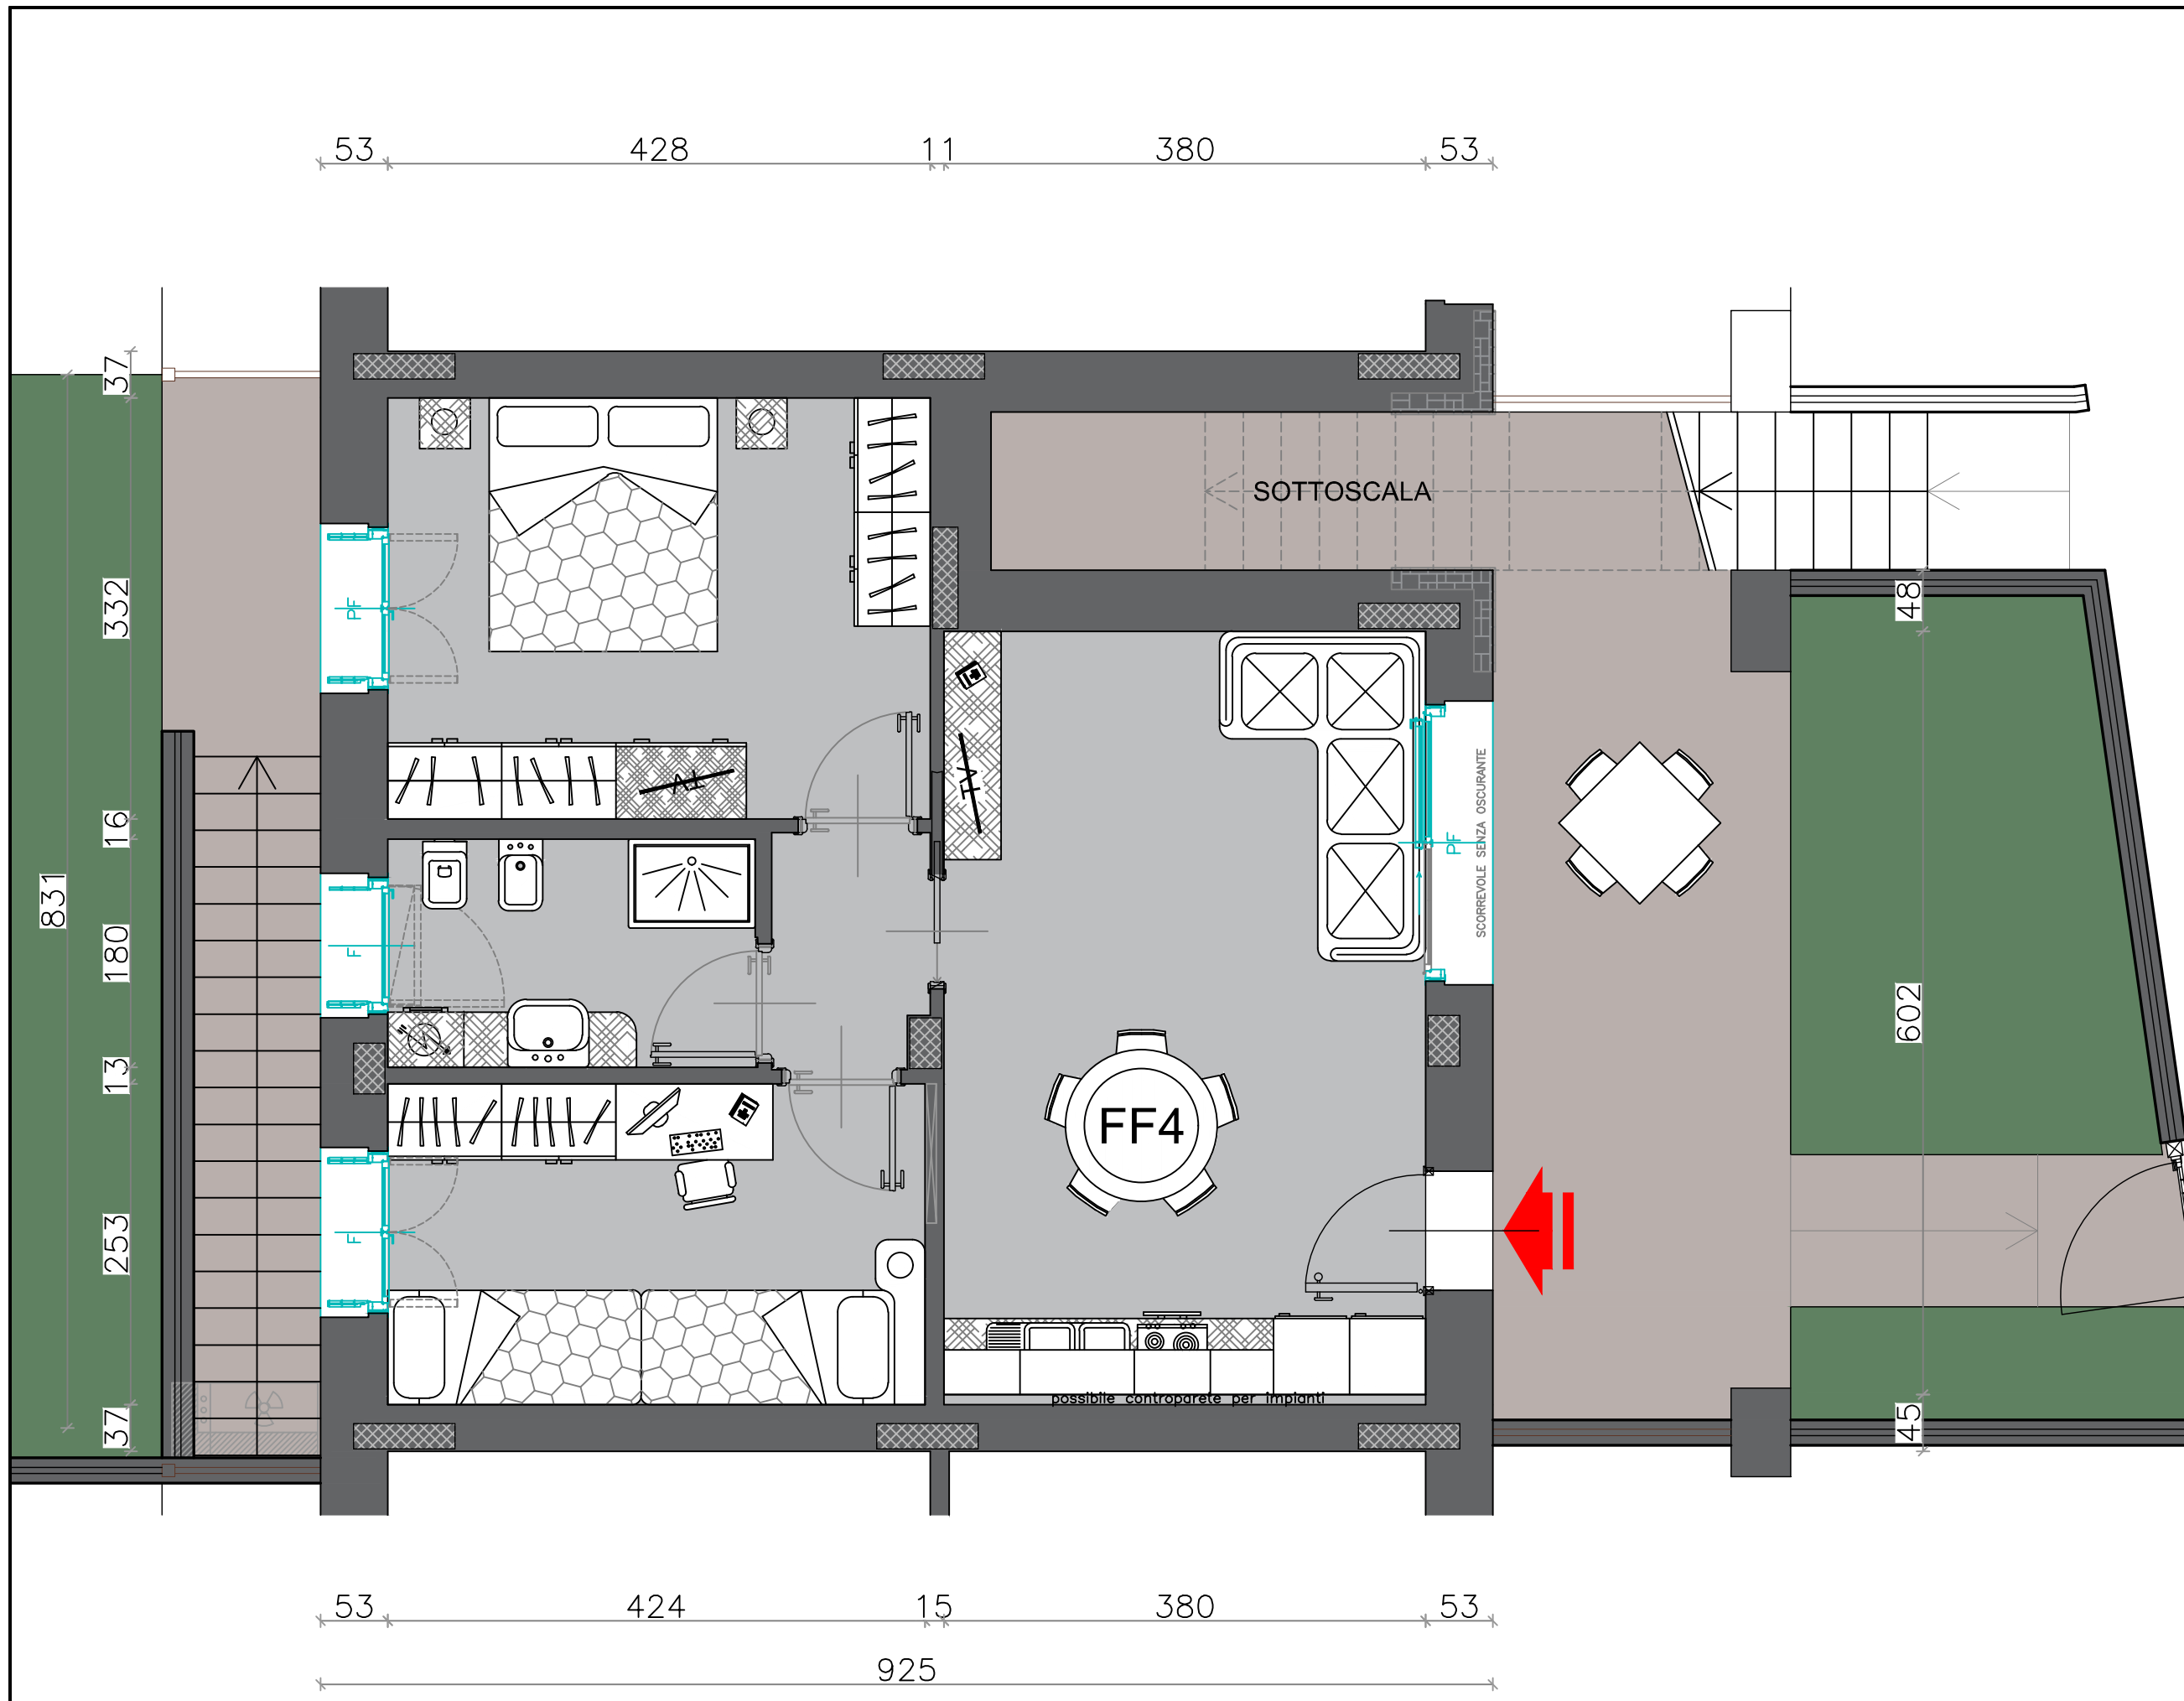 53 428 11 380 53
37
332
16
180
13
253
37
831
SOTTOSCALA
48
602
45
PF
F
F
TV
TV
PF
SCORREVOLE SENZA OSCURANTE
FF4
possibile controparete per impianti
53 424 15 380 53
925